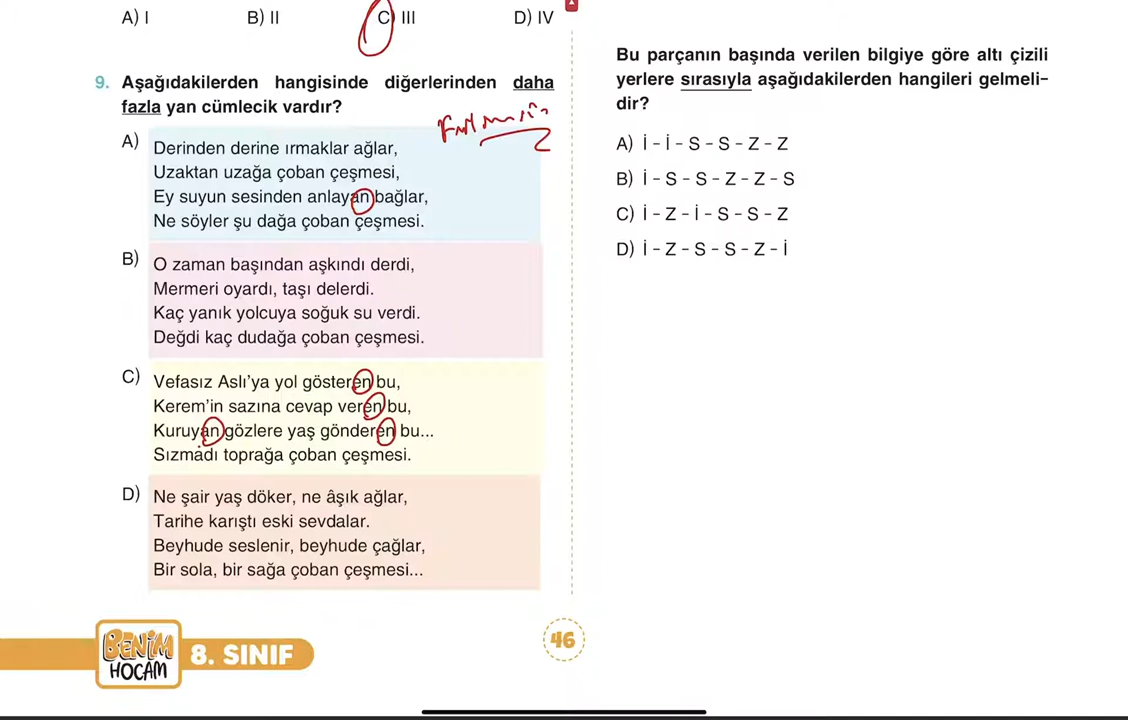 A) I B) II C) III D) IV
9. Aşağıdakilerden hangisinde diğerlerinden daha
fazla yan cümlecik vardır?
A) Derinden derine ırmaklar ağlar,
Uzaktan uzağa çoban çeşmesi,
Ey suyun sesinden anlayan bağlar,
Ne söyler şu dağa çoban çeşmesi.
B) O zaman başından aşkındı derdi,
Mermeri oyardı, taşı delerdi.
Kaç yanık yolcuya soğuk su verdi.
Değdi kaç dudağa çoban çeşmesi.
C) Vefasız Aslı'ya yol gösteren bu,
Kerem'in sazına cevap veren bu,
Kuruyan gözlere yaş gönderen bu...
Sızmadı toprağa çoban çeşmesi.
D) Ne şair yaş döker, ne âşık ağlar,
Tarihe karıştı eski sevdalar.
Beyhude seslenir, beyhude çağlar,
Bir sola, bir sağa çoban çeşmesi...
Bu parçanın başında verilen bilgiye göre altı çizili
yerlere sırasıyla aşağıdakilerden hangileri gelmeli-
dir?
A) İ - İ - S - S - Z - Z
B) İ - S - S - Z - Z - S
C) İ - Z - İ - S - S - Z
D) İ - Z - S - S - Z - İ
BENİM
HOCAM
8. SINIF
46